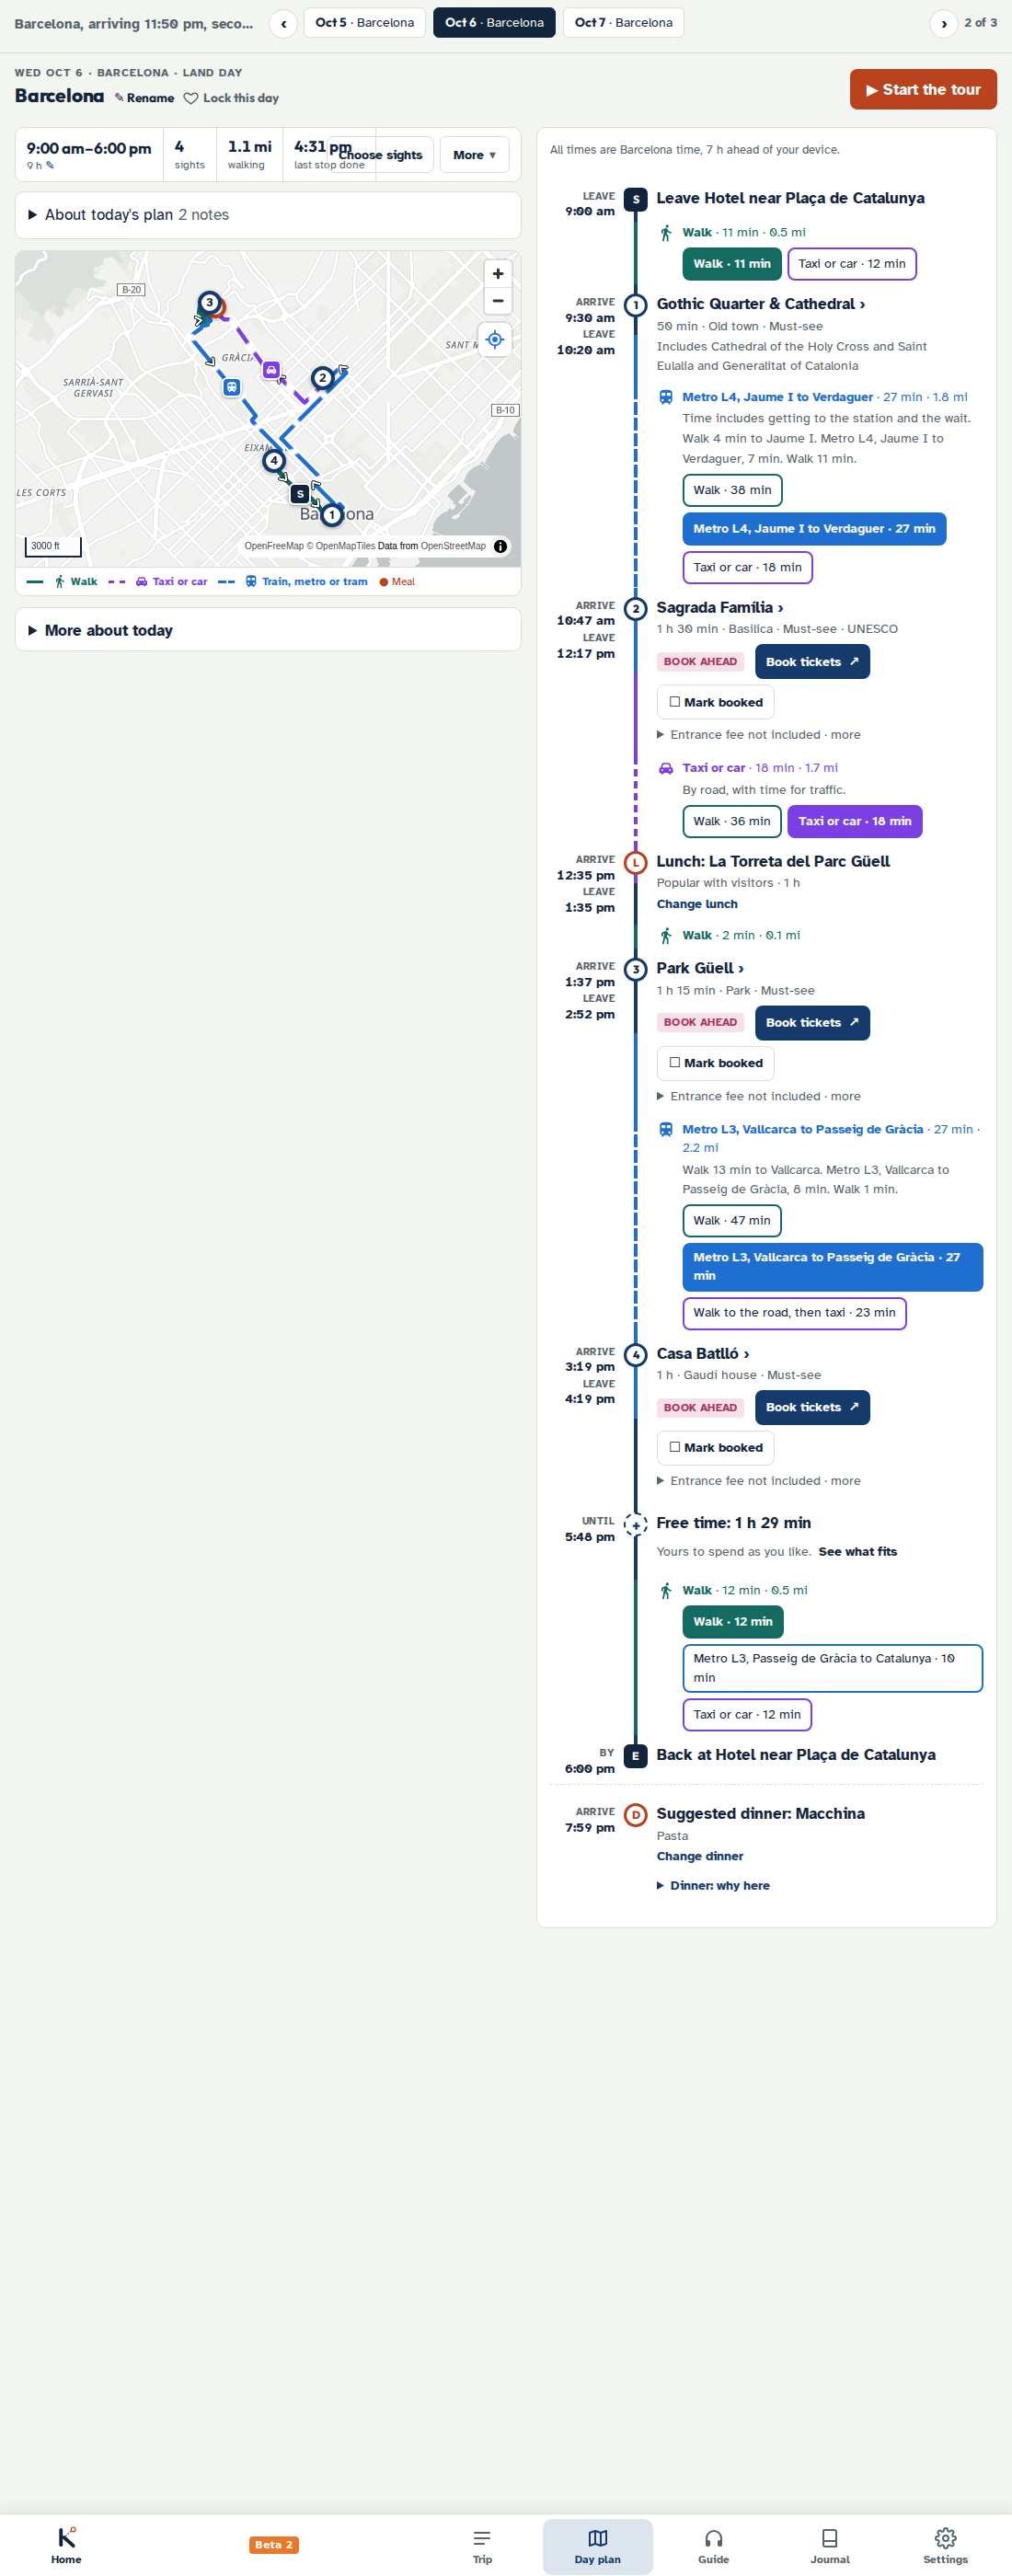 Barcelona, arriving 11:50 pm, seco...
‹
Oct 5 · Barcelona
Oct 6 · Barcelona
Oct 7 · Barcelona
›
2 of 3
WED OCT 6 · BARCELONA · LAND DAY
Barcelona
✎ Rename
Lock this day
▶ Start the tour
9:00 am–6:00 pm
9 h ✎
4
sights
1.1 mi
walking
4:31 pm
last stop done
Choose sights
More ▾
▶ About today's plan 2 notes
B-20
3
GRÀCIA
SANT M
2
SARRIÀ-SANT
GERVASI
B-10
EIXAM
4
LES CORTS
S
1
Ba ona
+
−
3000 ft
OpenFreeMap © OpenMapTiles Data from OpenStreetMap
Walk
Taxi or car
Train, metro or tram
Meal
▶ More about today
All times are Barcelona time, 7 h ahead of your device.
LEAVE
9:00 am
S
Leave Hotel near Plaça de Catalunya
Walk · 11 min · 0.5 mi
Walk · 11 min
Taxi or car · 12 min
ARRIVE
9:30 am
LEAVE
10:20 am
1
Gothic Quarter & Cathedral ›
50 min · Old town · Must-see
Includes Cathedral of the Holy Cross and Saint
Eulalia and Generalitat of Catalonia
Metro L4, Jaume I to Verdaguer · 27 min · 1.8 mi
Time includes getting to the station and the wait.
Walk 4 min to Jaume I. Metro L4, Jaume I to
Verdaguer, 7 min. Walk 11 min.
Walk · 38 min
Metro L4, Jaume I to Verdaguer · 27 min
Taxi or car · 18 min
ARRIVE
10:47 am
LEAVE
12:17 pm
2
Sagrada Família ›
1 h 30 min · Basilica · Must-see · UNESCO
BOOK AHEAD
Book tickets ↗
☐ Mark booked
▶ Entrance fee not included · more
Taxi or car · 18 min · 1.7 mi
By road, with time for traffic.
Walk · 36 min
Taxi or car · 18 min
ARRIVE
12:35 pm
LEAVE
1:35 pm
L
Lunch: La Torreta del Parc Güell
Popular with visitors · 1 h
Change lunch
Walk · 2 min · 0.1 mi
ARRIVE
1:37 pm
LEAVE
2:52 pm
3
Park Güell ›
1 h 15 min · Park · Must-see
BOOK AHEAD
Book tickets ↗
☐ Mark booked
▶ Entrance fee not included · more
Metro L3, Vallcarca to Passeig de Gràcia · 27 min ·
2.2 mi
Walk 13 min to Vallcarca. Metro L3, Vallcarca to
Passeig de Gràcia, 8 min. Walk 1 min.
Walk · 47 min
Metro L3, Vallcarca to Passeig de Gràcia · 27
min
Walk to the road, then taxi · 23 min
ARRIVE
3:19 pm
LEAVE
4:19 pm
4
Casa Batlló ›
1 h · Gaudí house · Must-see
BOOK AHEAD
Book tickets ↗
☐ Mark booked
▶ Entrance fee not included · more
UNTIL
5:48 pm
+
Free time: 1 h 29 min
Yours to spend as you like. See what fits
Walk · 12 min · 0.5 mi
Walk · 12 min
Metro L3, Passeig de Gràcia to Catalunya · 10
min
Taxi or car · 12 min
BY
6:00 pm
E
Back at Hotel near Plaça de Catalunya
ARRIVE
7:59 pm
D
Suggested dinner: Macchina
Pasta
Change dinner
▶ Dinner: why here
Home
Beta 2
Trip
Day plan
Guide
Journal
Settings